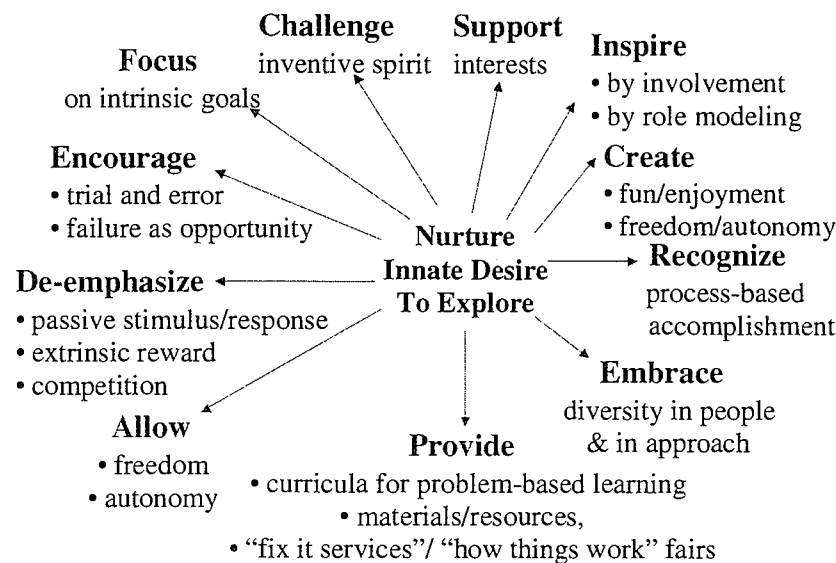 Challenge
inventive spirit
Support
interests
Inspire
• by involvement
• by role modeling
Focus
on intrinsic goals
Create
• fun/enjoyment
• freedom/autonomy
Encourage
• trial and error
• failure as opportunity
Nurture
Innate Desire
To Explore
Recognize
process-based
accomplishment
De-emphasize
• passive stimulus/response
• extrinsic reward
• competition
Embrace
diversity in people
& in approach
Allow
• freedom
• autonomy
Provide
• curricula for problem-based learning
• materials/resources,
• “fix it services”/ “how things work” fairs